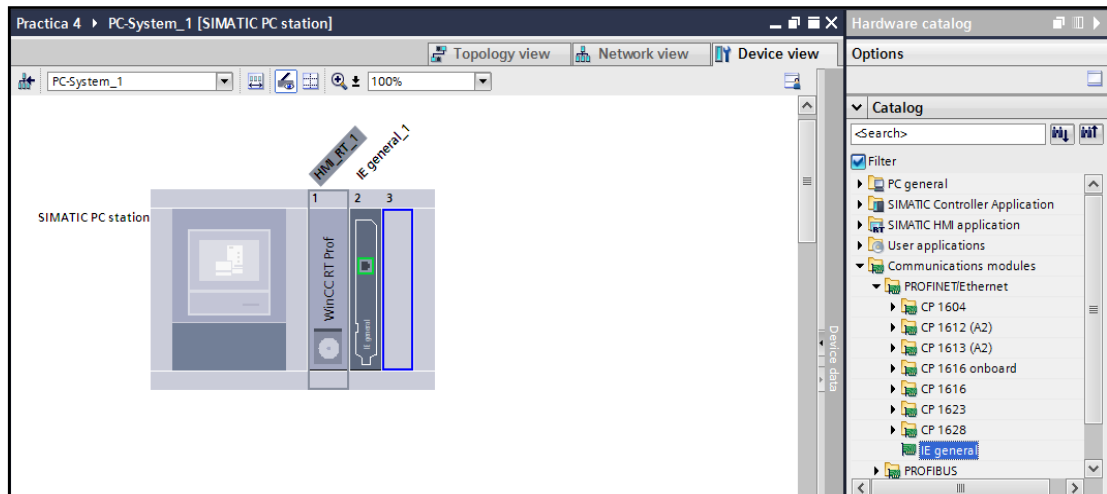 Practica 4 PC-System_1 [SIMATIC PC station]
Hardware catalog
Topology view
Network view
Device view
Options
PC-System_1
100%
Catalog
<Search>
Filter
HMI_RT_1
IE general_1
1 2 3
SIMATIC PC station
WinCC RT Prof
IE general
Device data
PC general
SIMATIC Controller Application
SIMATIC HMI application
User applications
Communications modules
PROFINET/Ethernet
CP 1604
CP 1612 (A2)
CP 1613 (A2)
CP 1616 onboard
CP 1616
CP 1623
CP 1628
IE general
PROFIBUS